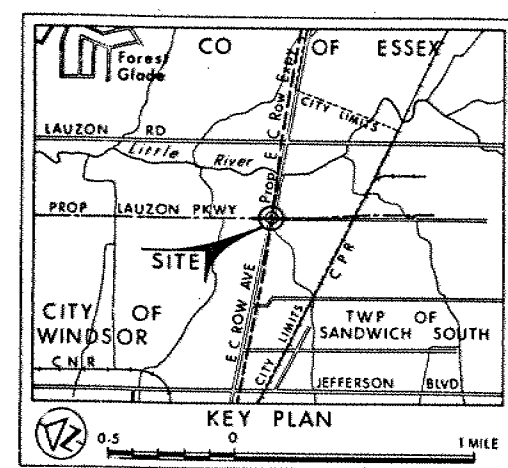 CO OF ESSEX
Forest
Glade
Prop E C Row Expy
CITY LIMITS
LAUZON RD
Little River
PROP LAUZON PKWY
SITE
C P R
CITY OF
WINDSOR
E C ROW AVE
CITY LIMITS
TWP OF
SANDWICH SOUTH
C N R
JEFFERSON BLVD
KEY PLAN
N
0.5 0 1 MILE